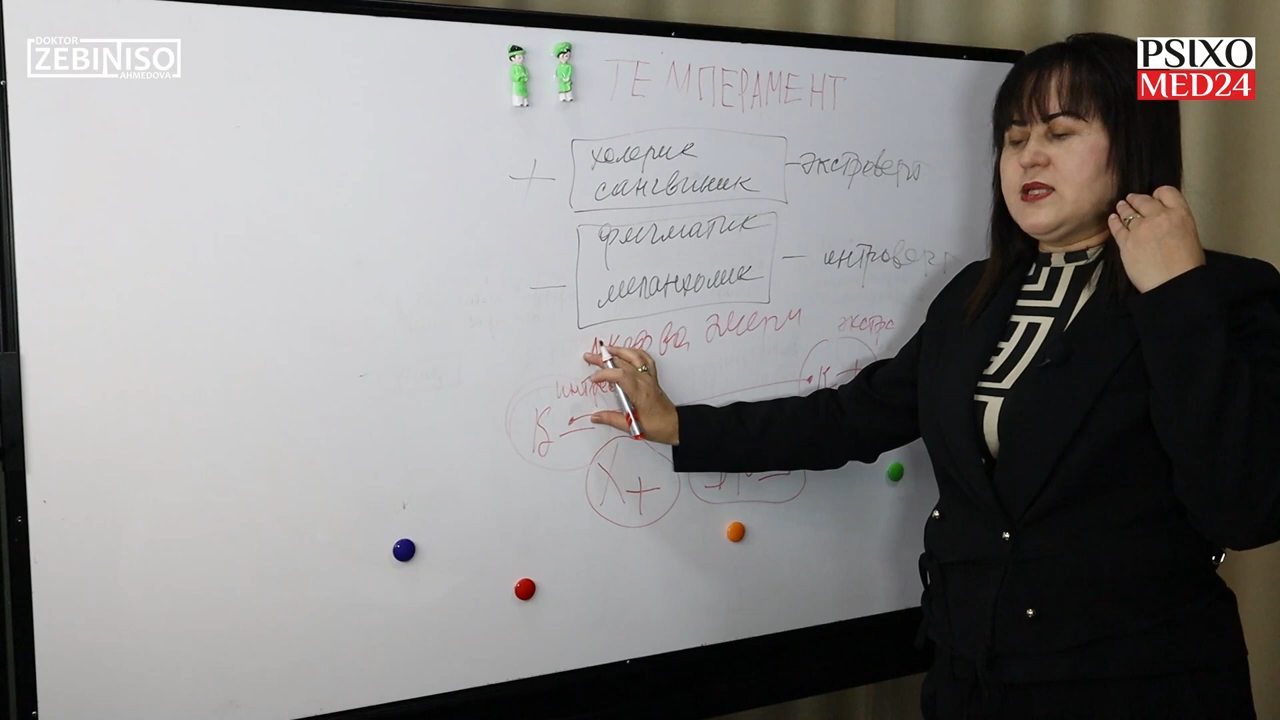 DOKTOR
ZEBINISO
AHMEDOVA
PSIXO
MED24
ТЕМПЕРАМЕНТ
+ холерик
сангвиник – экстроверт
– флегматик
меланхолик – интроверт
экстра
К +
К –
Х +